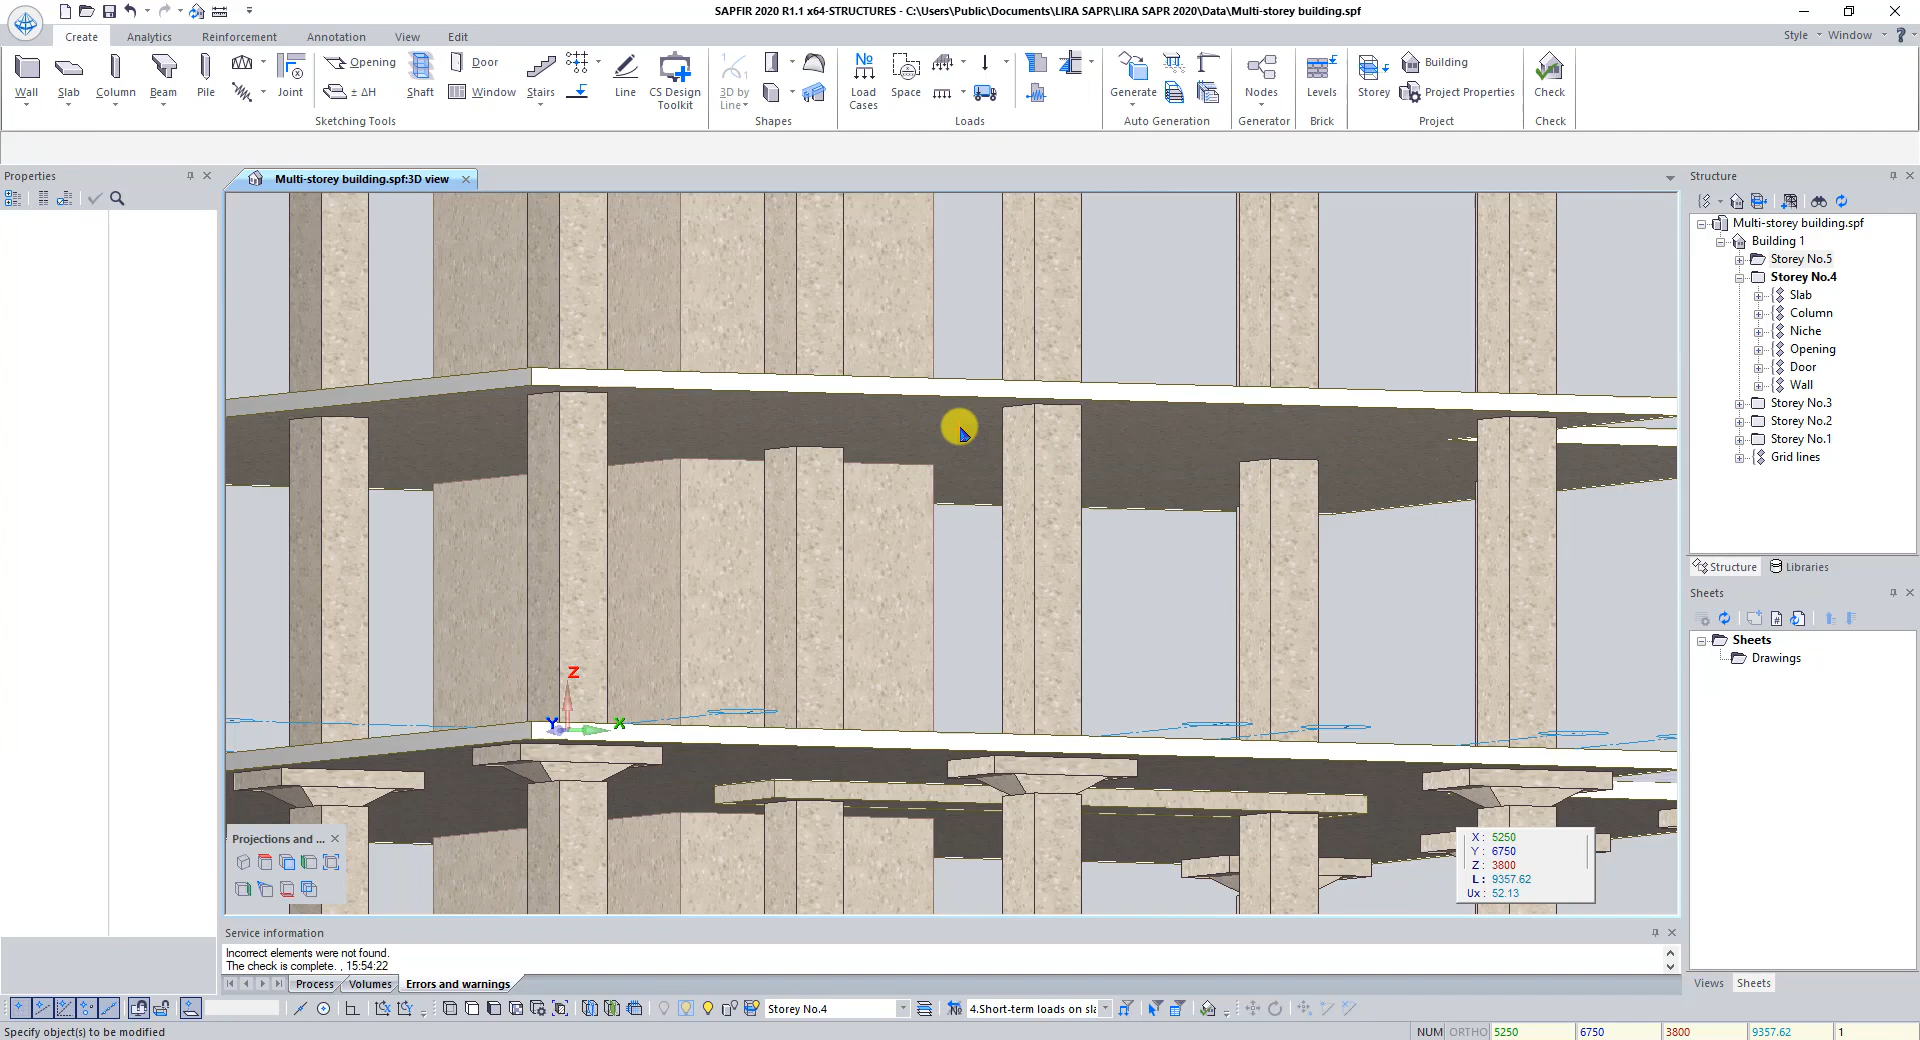 SAPFIR 2020 R1.1 x64-STRUCTURES - C:\Users\Public\Documents\LIRA SAPR\LIRA SAPR 2020\Data\Multi-storey building.spf
Create Analytics Reinforcement Annotation View Edit
Style Window ?
Wall Slab Column Beam Pile Joint
Opening
± ΔH
Shaft
Door
Window
Stairs
Line
CS Design Toolkit
Sketching Tools
3D by Line
Shapes
Nº
Load Cases
Space
Loads
Generate
Auto Generation
Nodes
Generator
Levels
Brick
Storey
Building
Project Properties
Project
Check
Check
Properties
Multi-storey building.spf:3D view
Structure
Multi-storey building.spf
Building 1
Storey No.5
Storey No.4
Slab
Column
Niche
Opening
Door
Wall
Storey No.3
Storey No.2
Storey No.1
Grid lines
Structure Libraries
Sheets
Sheets
Drawings
Views Sheets
Z
Y X
Projections and ...
X: 5250
Y: 6750
Z: 3800
L: 9357.62
Ux: 52.13
Service information
Incorrect elements were not found.
The check is complete. , 15:54:22
Process Volumes Errors and warnings
Storey No.4
4.Short-term loads on sla
Specify object(s) to be modified
NUM ORTHO 5250 6750 3800 9357.62 1